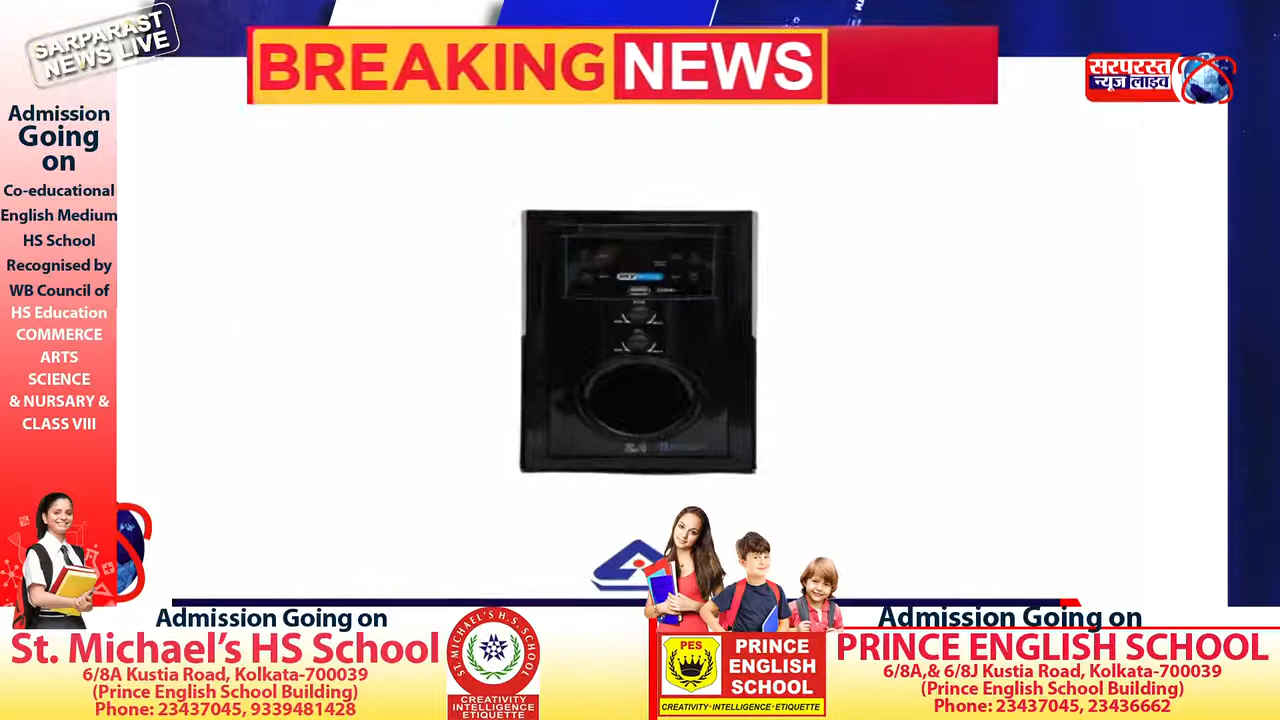 SARPARAST
NEWS LIVE
BREAKING NEWS
सरपरस्त
न्यूज़ लाइव
Admission
Going
on
Co-educational
English Medium
HS School
Recognised by
WB Council of
HS Education
COMMERCE
ARTS
SCIENCE
& NURSARY &
CLASS VIII
Admission Going on
St. Michael's HS School
6/8A Kustia Road, Kolkata-700039
(Prince English School Building)
Phone: 23437045, 9339481428
ST. MICHAEL'S H.S. SCHOOL
CREATIVITY
INTELLIGENCE
ETIQUETTE
PES
PRINCE
ENGLISH
SCHOOL
CREATIVITY·INTELLIGENCE·ETIQUETTE
Admission Going on
PRINCE ENGLISH SCHOOL
6/8A,& 6/8J Kustia Road, Kolkata-700039
(Prince English School Building)
Phone: 23437045, 23436662